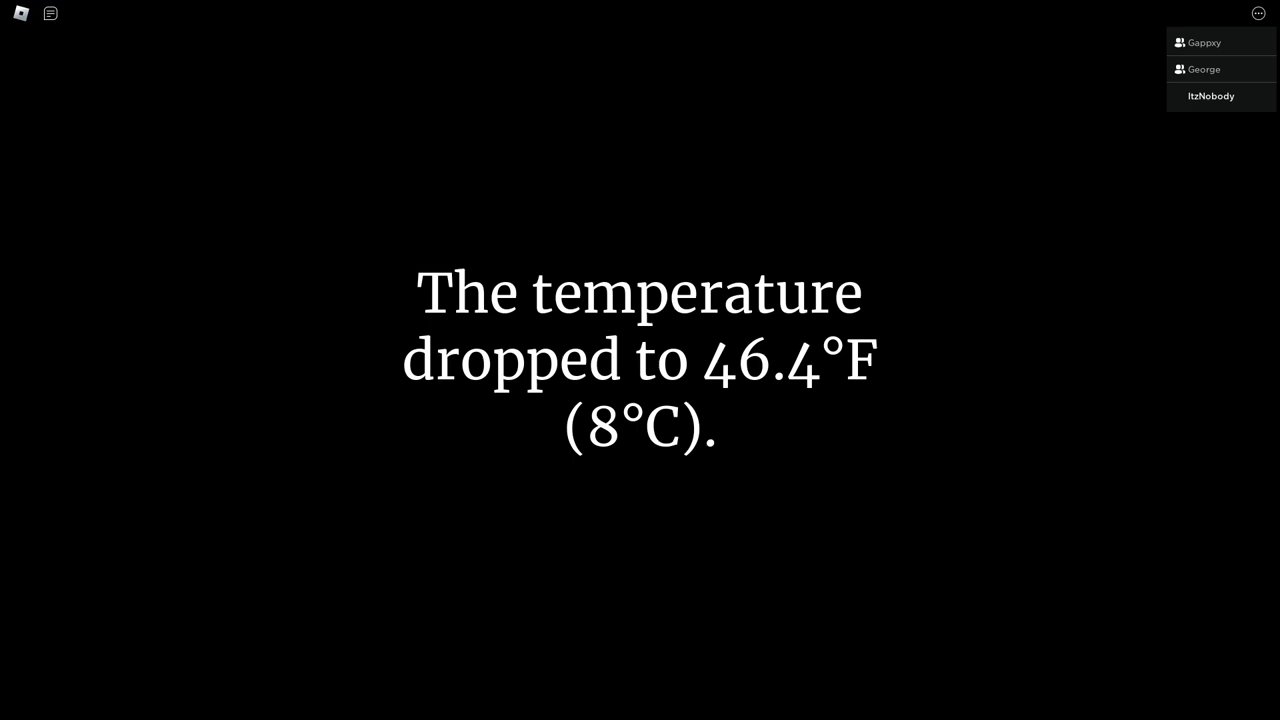 Gappxy
George
ItzNobody
The temperature
dropped to 46.4°F
(8°C).